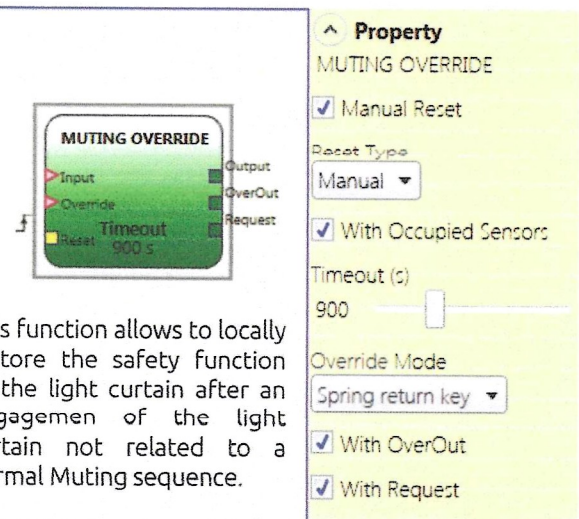 MUTING OVERRIDE
Input
Output
Override
OverOut
Request
Reset
Timeout
900 s
s function allows to locally
tore the safety function
the light curtain after an
gagemen of the light
tain not related to a
rmal Muting sequence.
Property
MUTING OVERRIDE
Manual Reset
Reset Type
Manual
With Occupied Sensors
Timeout (s)
900
Override Mode
Spring return key
With OverOut
With Request